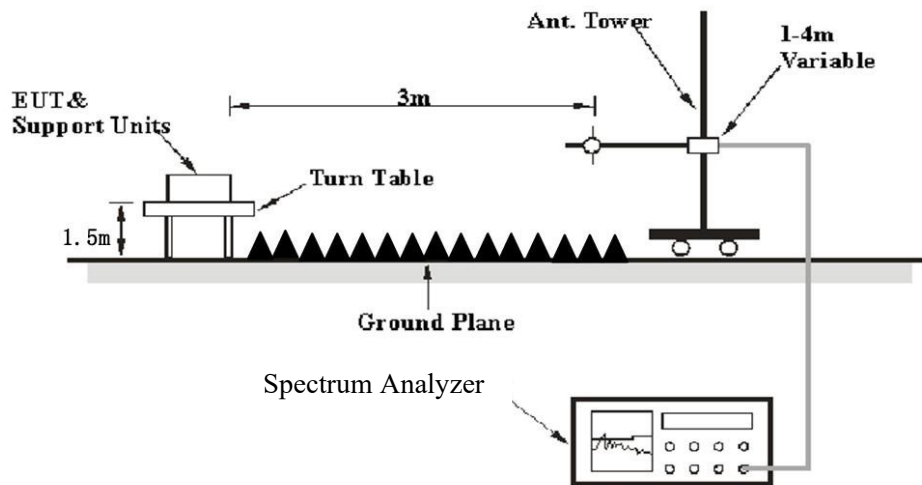 Ant. Tower
1-4m
Variable
3m
EUT&
Support Units
Turn Table
1.5m
Ground Plane
Spectrum Analyzer